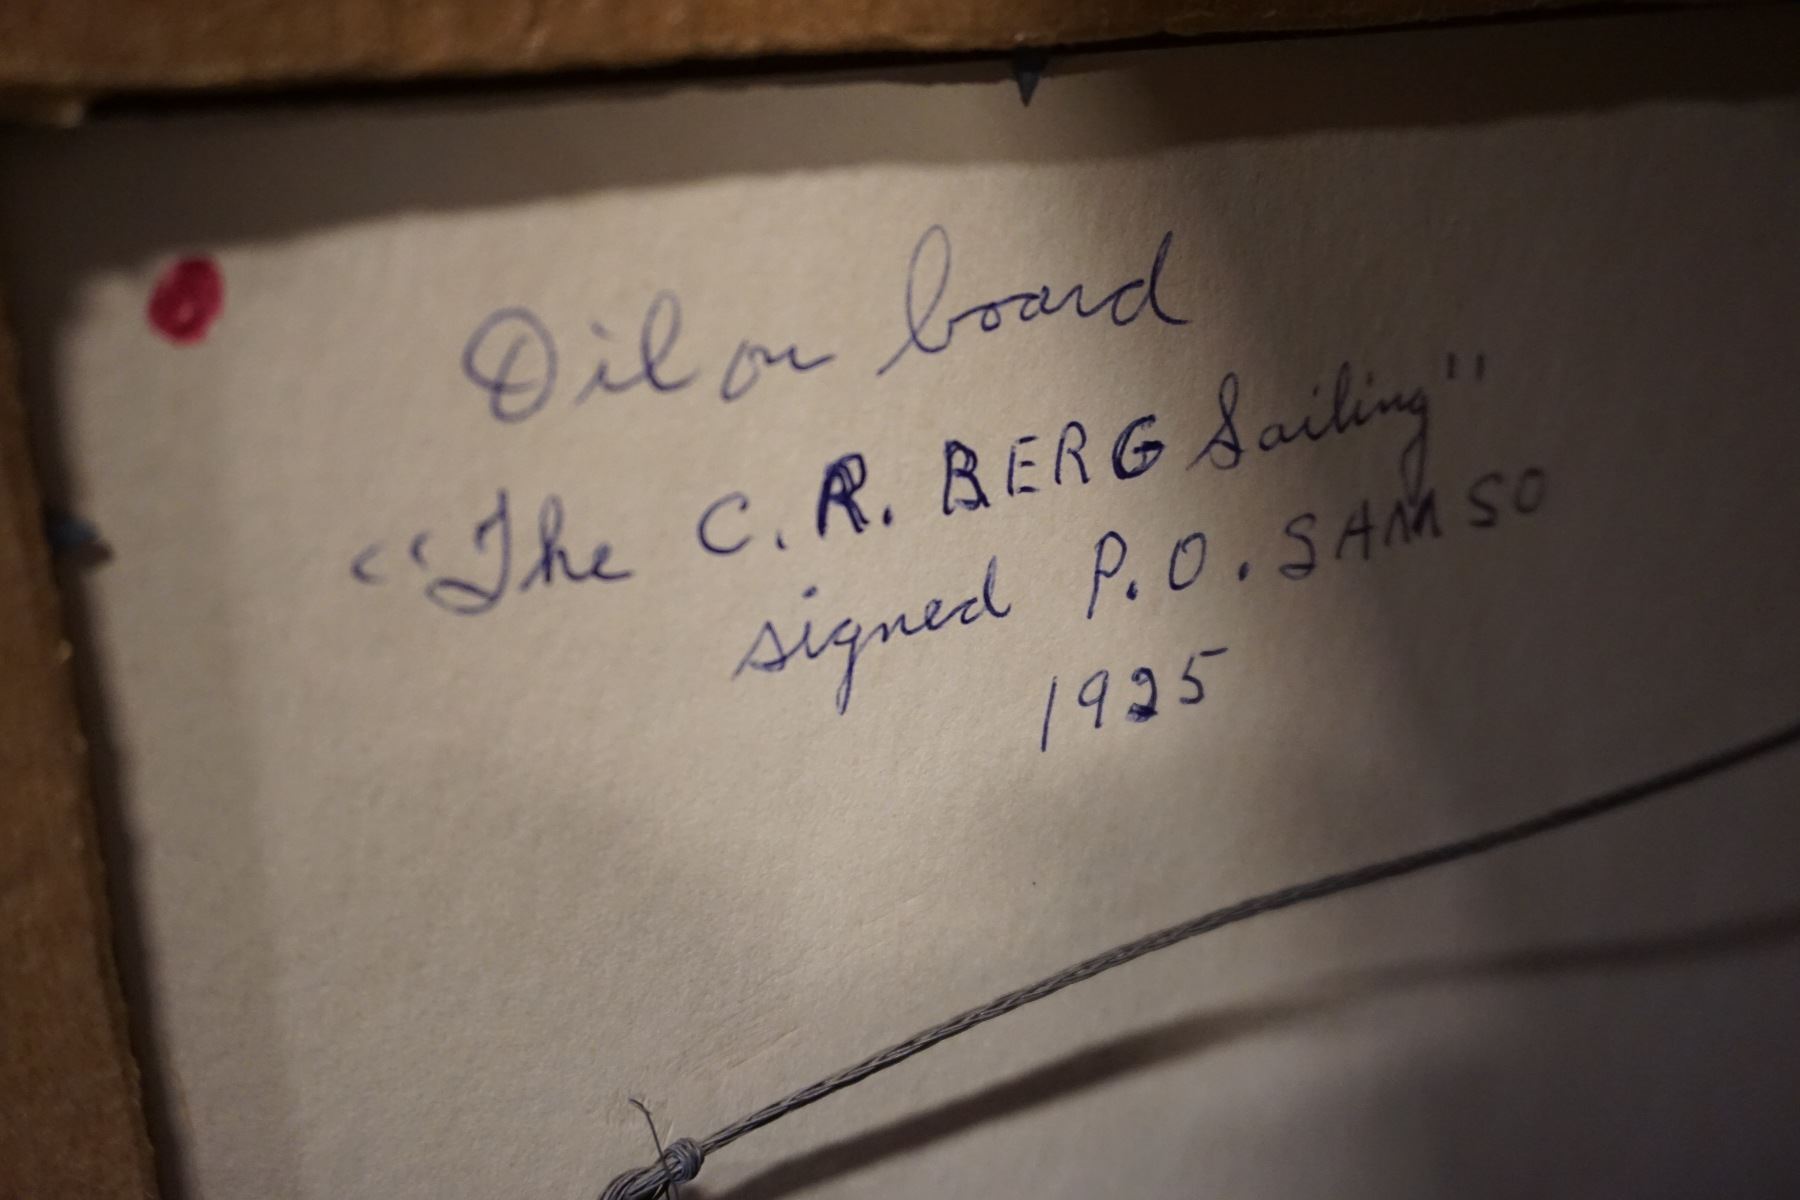 Oil on board
"The C.R. BERG Sailing"
signed P.O. SAMSO
1925